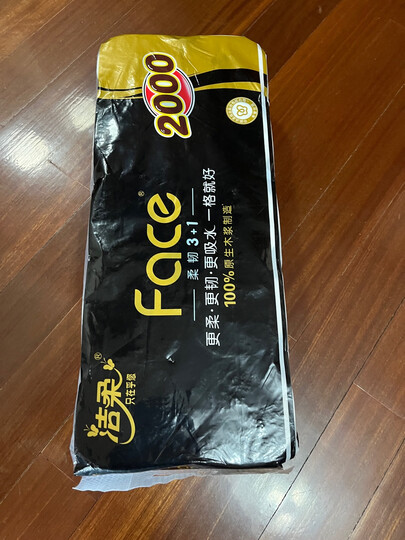 洁柔®
只在乎您
Face®
2000
柔韧 3+1
更柔·更韧·更吸水 一格就好
100%原生木浆制造